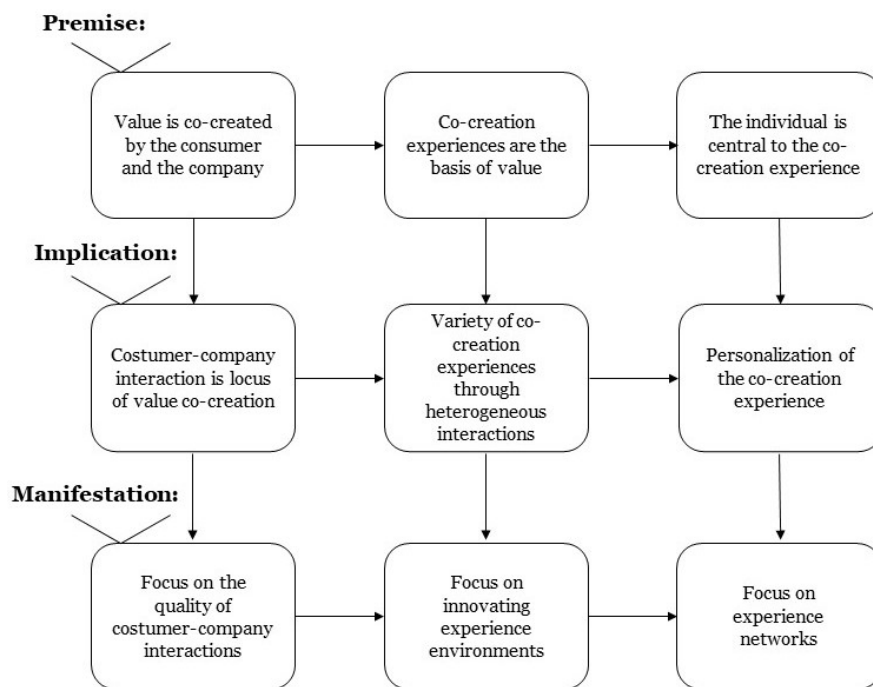 Premise:
Value is co-created
by the consumer
and the company
Co-creation
experiences are the
basis of value
The individual is
central to the co-
creation experience
Implication:
Costumer-company
interaction is locus
of value co-creation
Variety of co-
creation
experiences
through
heterogeneous
interactions
Personalization of
the co-creation
experience
Manifestation:
Focus on the
quality of
costumer-company
interactions
Focus on
innovating
experience
environments
Focus on
experience
networks